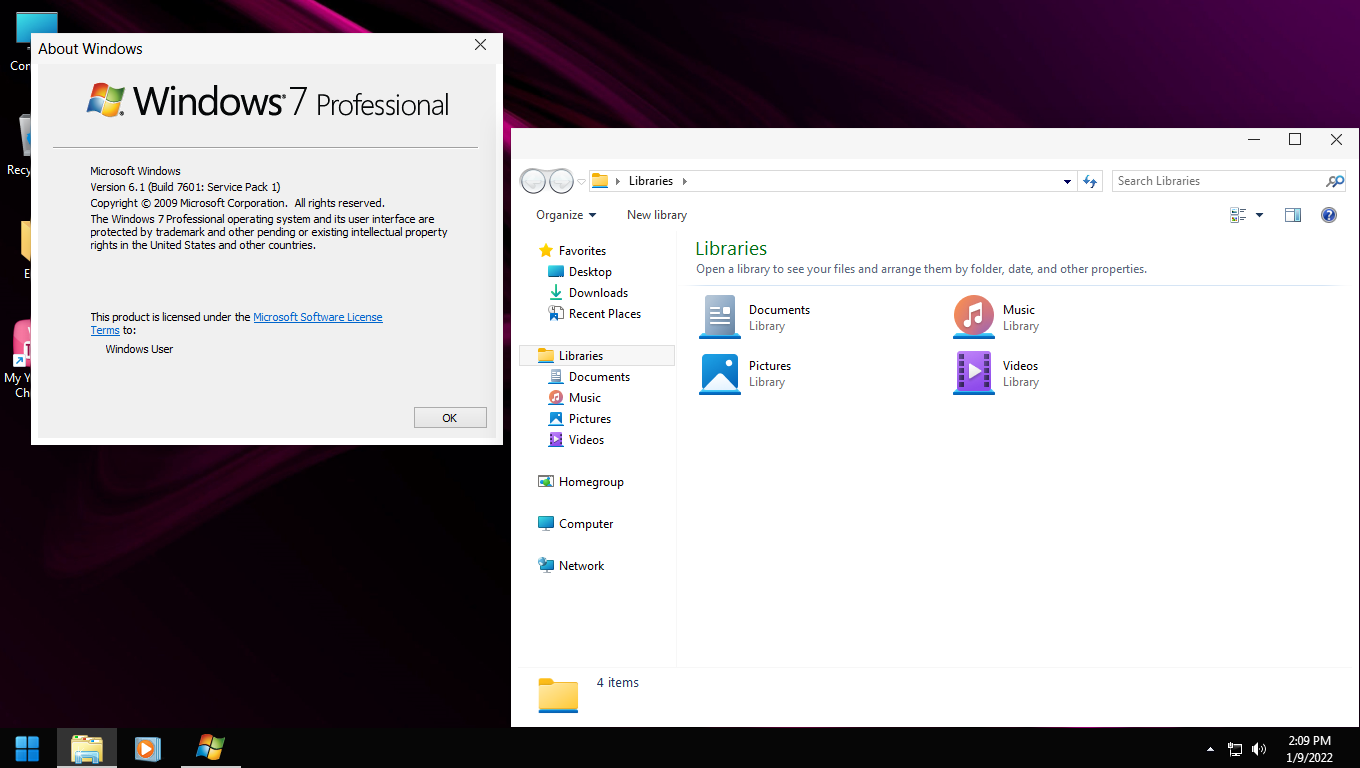 About Windows
Windows 7 Professional
Microsoft Windows
Version 6.1 (Build 7601: Service Pack 1)
Copyright © 2009 Microsoft Corporation. All rights reserved.
The Windows 7 Professional operating system and its user interface are
protected by trademark and other pending or existing intellectual property
rights in the United States and other countries.
This product is licensed under the Microsoft Software License
Terms to:
Windows User
OK
Libraries
Search Libraries
Organize
New library
Favorites
Desktop
Downloads
Recent Places
Libraries
Documents
Music
Pictures
Videos
Homegroup
Computer
Network
Libraries
Open a library to see your files and arrange them by folder, date, and other properties.
Documents
Library
Music
Library
Pictures
Library
Videos
Library
4 items
My
2:09 PM
1/9/2022